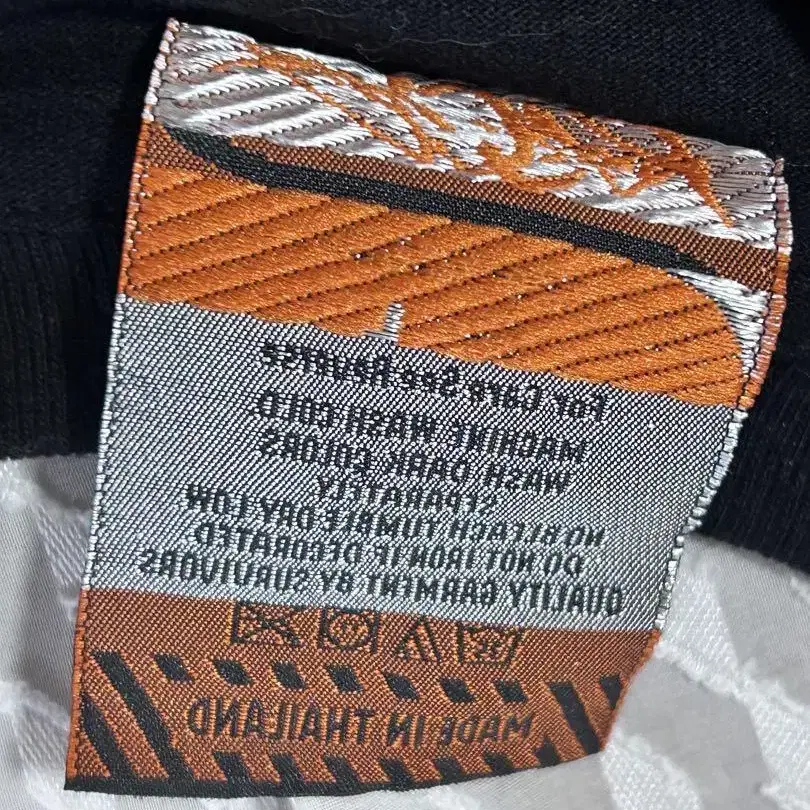 For Care See Reverse
MACHINE WASH COLD.
WASH DARK COLORS
SEPARATELY
NO BLEACH TUMBLE DRY LOW
DO NOT IRON IF DECORATED
QUALITY GARMENT BY SURVIVORS
MADE IN THAILAND